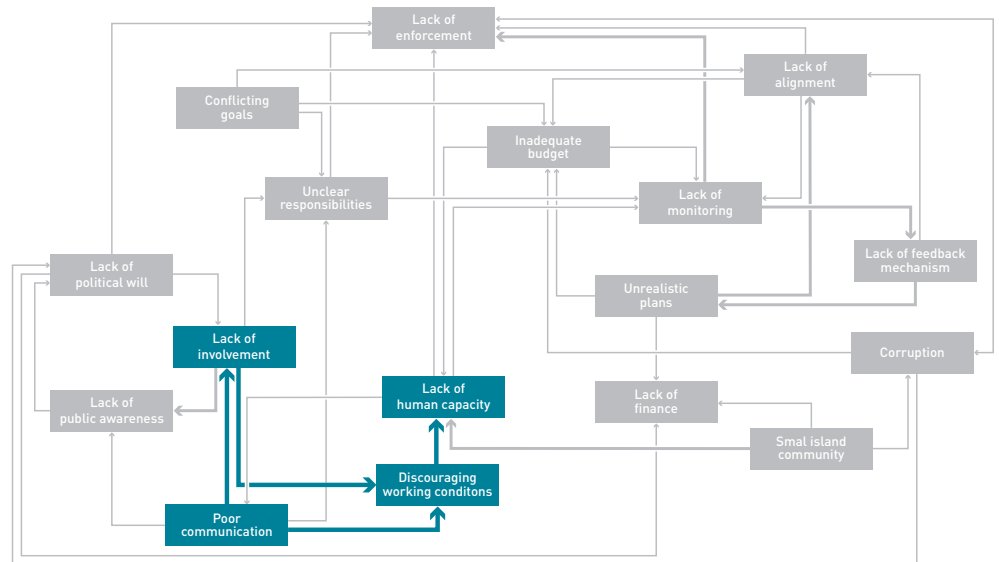 Lack of
enforcement
Lack of
alignment
Conflicting
goals
Inadequate
budget
Unclear
responsibilities
Lack of
monitoring
Lack of feedback
mechanism
Lack of
political will
Unrealistic
plans
Lack of
involvement
Corruption
Lack of
human capacity
Lack of
public awareness
Lack of
finance
Smal island
community
Discouraging
working conditons
Poor
communication